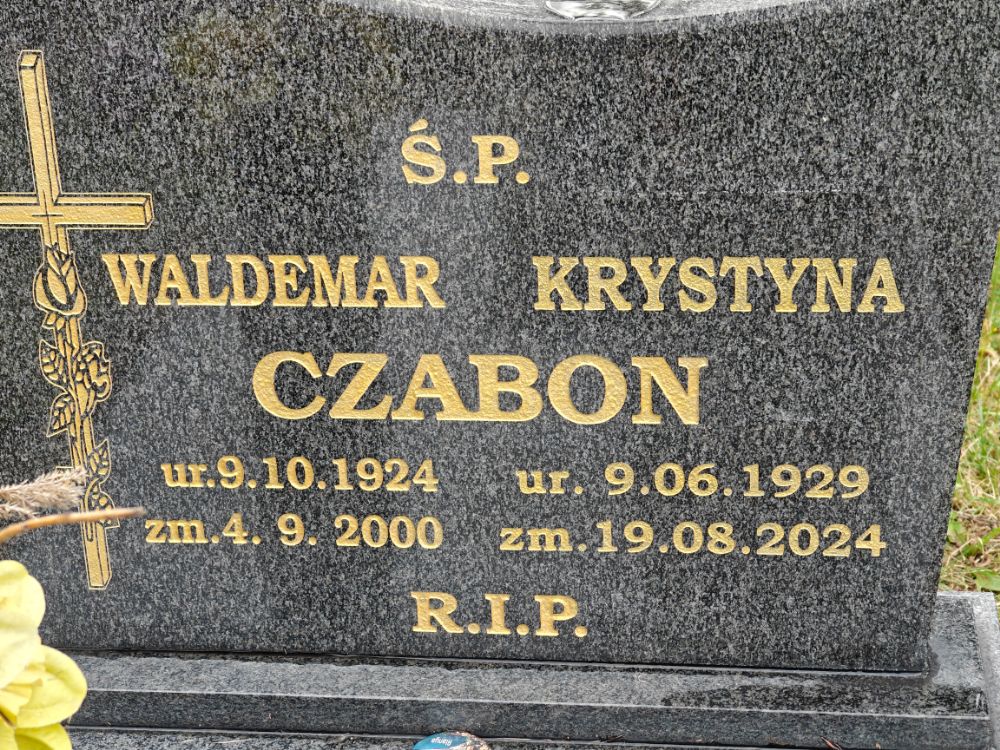 Ś.P.
WALDEMAR KRYSTYNA
CZABON
ur.9.10.1924 ur. 9.06.1929
zm.4. 9. 2000 zm.19.08.2024
R.I.P.